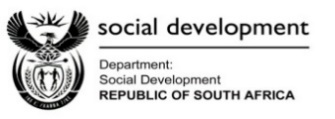 social development
Department:
Social Development
REPUBLIC OF SOUTH AFRICA